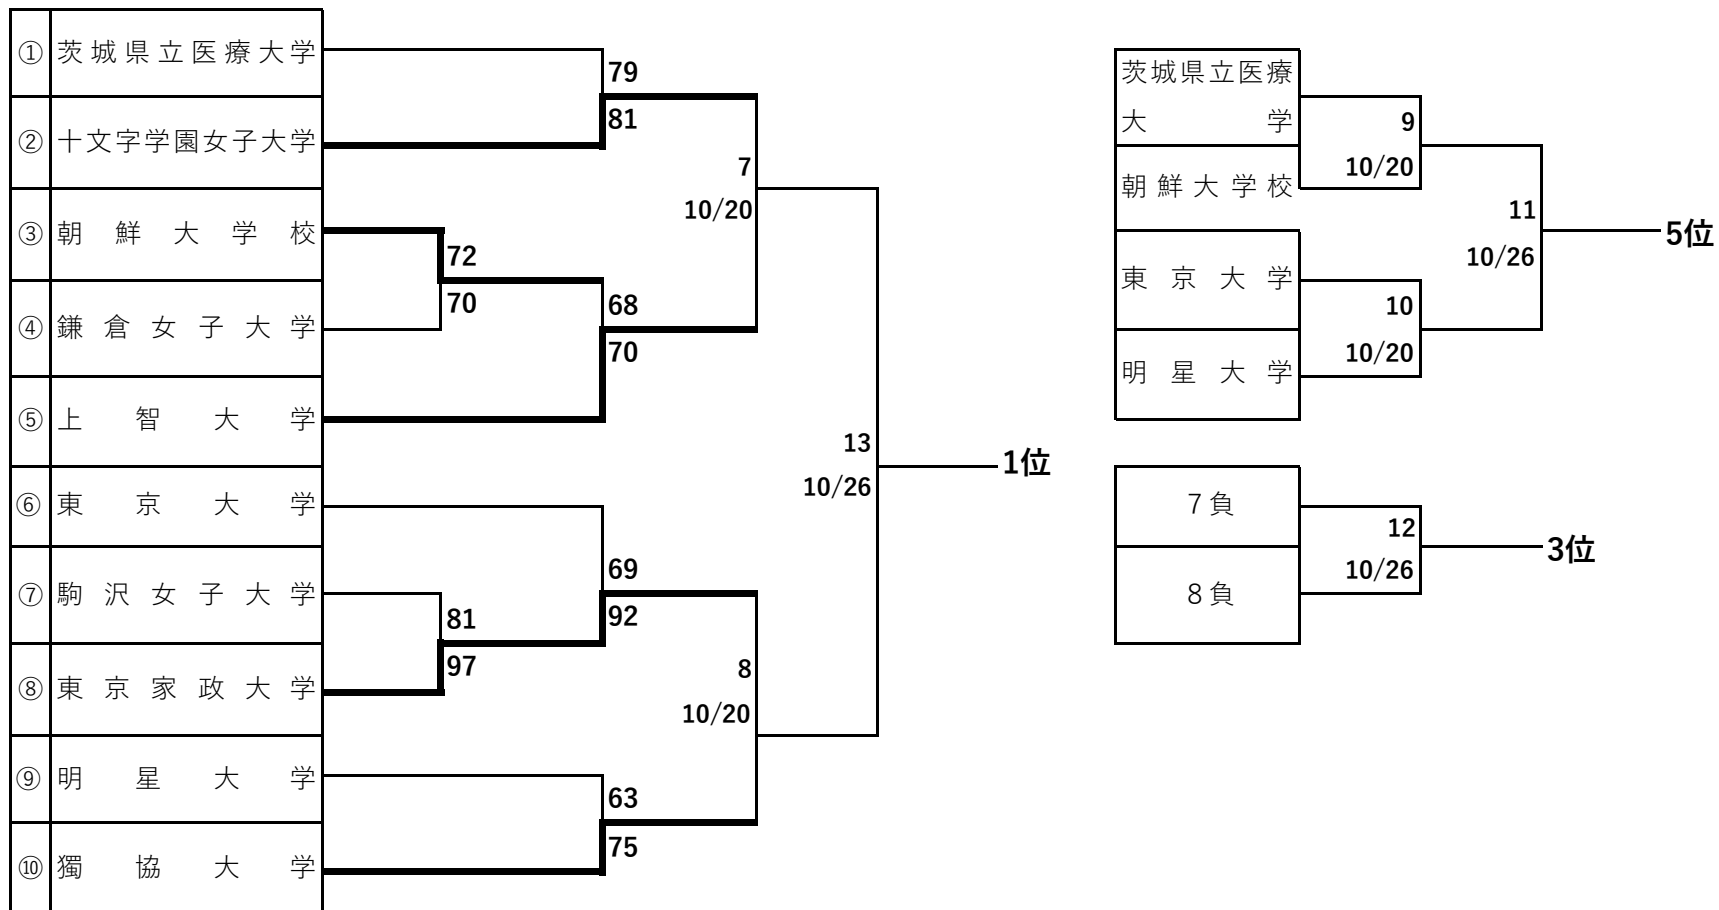 ① 茨城県立医療大学
② 十文字学園女子大学
③ 朝鮮大学校
④ 鎌倉女子大学
⑤ 上智大学
⑥ 東京大学
⑦ 駒沢女子大学
⑧ 東京家政大学
⑨ 明星大学
⑩ 獨協大学
79
81
72
70
68
70
7
10/20
69
81
92
97
8
10/20
63
75
13
10/26
1位
茨城県立医療
大学
朝鮮大学校
東京大学
明星大学
9
10/20
10
10/20
11
10/26
5位
7負
8負
12
10/26
3位